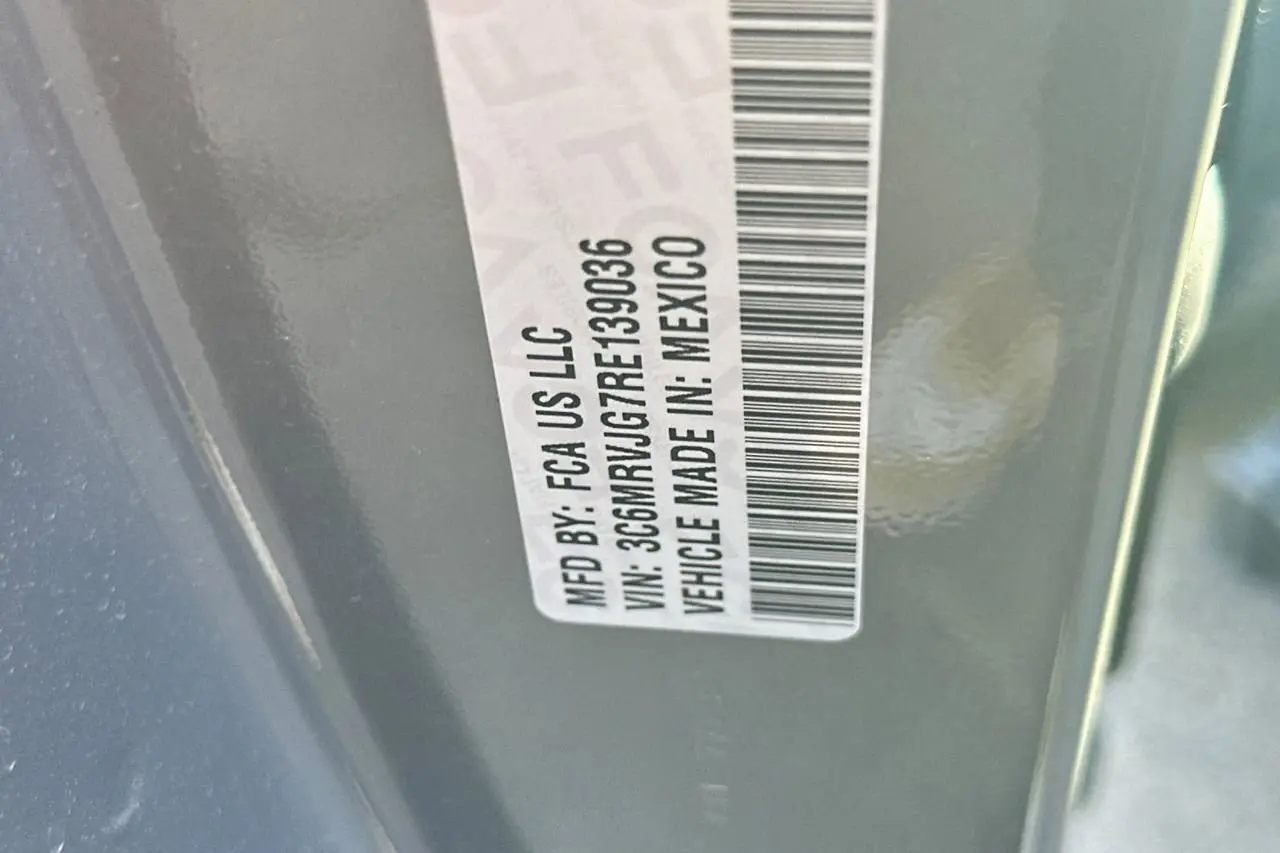 MFD BY: FCA US LLC
VIN: 3C6MRVJG7RE139036
VEHICLE MADE IN: MEXICO